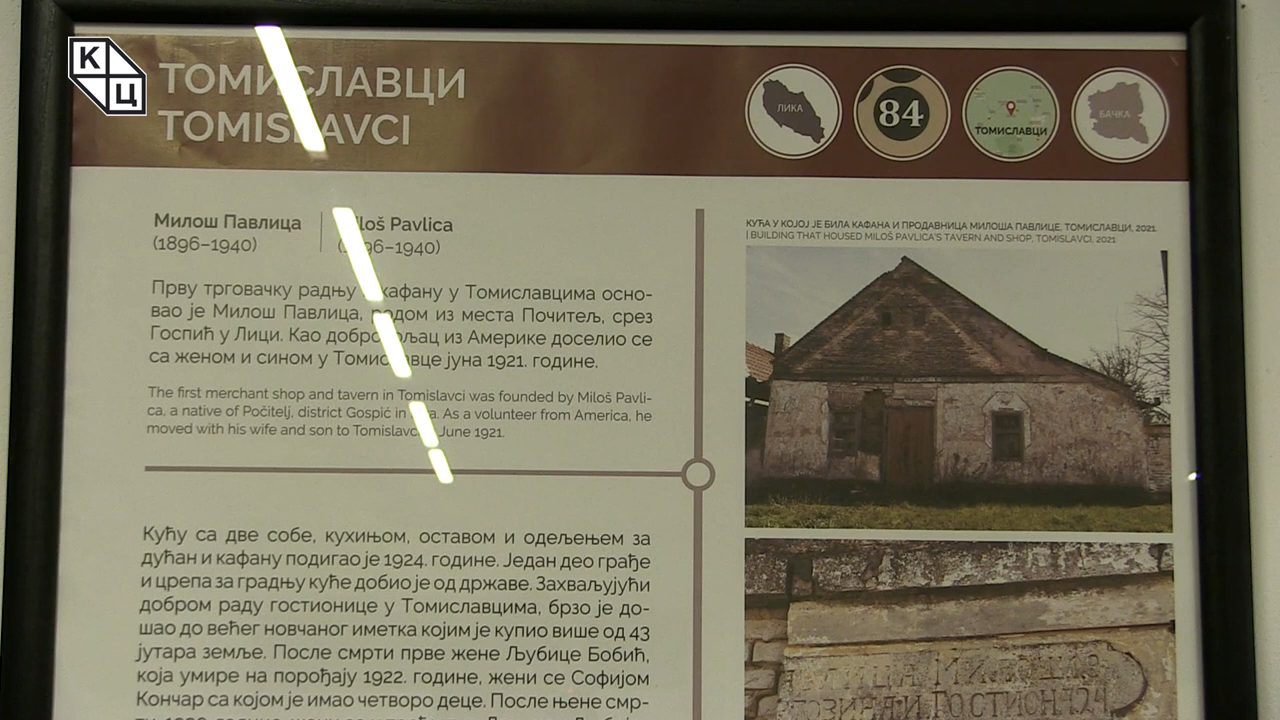 К
Ц
ТОМИСЛАВЦИ
TOMISLAVCI
ЛИКА
84
ТОМИСЛАВЦИ
БАЧКА
Милош Павлица
(1896–1940)
Pavlica
КУЋА У КОЈОЈ ЈЕ БИЛА КАФАНА И ПРОДАВНИЦА МИЛОША ПАВЛИЦЕ, ТОМИСЛАВЦИ, 2021.
| BUILDING THAT HOUSED MILOŠ PAVLICA'S TAVERN AND SHOP, TOMISLAVCI, 2021
Прву трговачку радњу кафану у Томиславцима осно-
вао је Милош Павлица, родом из места Почитељ, срез
Госпић у Лици. Као добровољац из Америке доселио се
са женом и сином у Томиславце јуна 1921. године.
The first merchant shop and tavern in Tomislavci was founded by Miloš Pavli-
ca, a native of Počitelj, district Gospić in As a volunteer from America, he
moved with his wife and son to Tomislavci June 1921.
Кућу са две собе, кухињом, оставом и одељењем за
дућан и кафану подигао је 1924. године. Један део грађе
и црепа за градњу куће добио је од државе. Захваљујући
добром раду гостионице у Томиславцима, брзо је до-
шао до већег новчаног иметка којим је купио више од 43
јутара земље. После смрти прве жене Љубице Бобић,
која умире на порођају 1922. године, жени се Софијом
Кончар са којом је имао четворо деце. После њене смр-